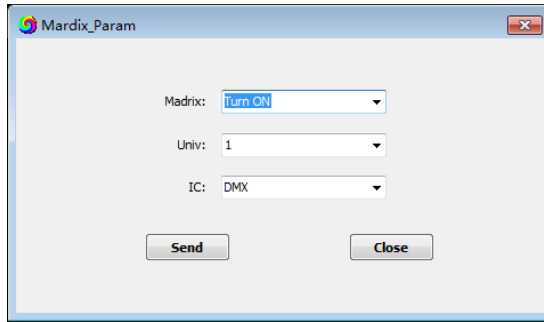 Mardix_Param
Madrix: Turn ON
Univ: 1
IC: DMX
Send Close